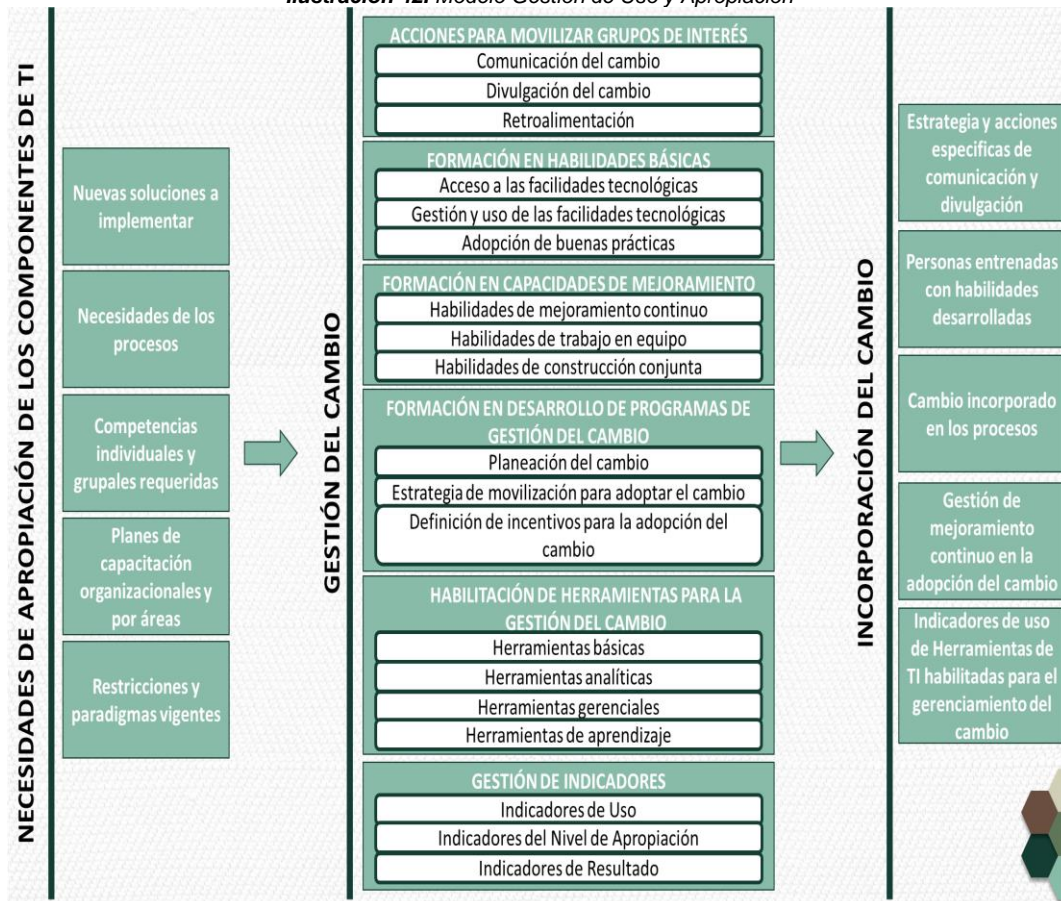 Ilustración 42. Modelo Gestión de Uso y Apropiación
NECESIDADES DE APROPIACIÓN DE LOS COMPONENTES DE TI
Nuevas soluciones a
implementar
Necesidades de los
procesos
Competencias
individuales y
grupales requeridas
Planes de
capacitación
organizacionales y
por áreas
Restricciones y
paradigmas vigentes
GESTIÓN DEL CAMBIO
ACCIONES PARA MOVILIZAR GRUPOS DE INTERÉS
Comunicación del cambio
Divulgación del cambio
Retroalimentación
FORMACIÓN EN HABILIDADES BÁSICAS
Acceso a las facilidades tecnológicas
Gestión y uso de las facilidades tecnológicas
Adopción de buenas prácticas
FORMACIÓN EN CAPACIDADES DE MEJORAMIENTO
Habilidades de mejoramiento continuo
Habilidades de trabajo en equipo
Habilidades de construcción conjunta
FORMACIÓN EN DESARROLLO DE PROGRAMAS DE
GESTIÓN DEL CAMBIO
Planeación del cambio
Estrategia de movilización para adoptar el cambio
Definición de incentivos para la adopción del
cambio
HABILITACIÓN DE HERRAMIENTAS PARA LA
GESTIÓN DEL CAMBIO
Herramientas básicas
Herramientas analíticas
Herramientas gerenciales
Herramientas de aprendizaje
GESTIÓN DE INDICADORES
Indicadores de Uso
Indicadores del Nivel de Apropiación
Indicadores de Resultado
INCORPORACIÓN DEL CAMBIO
Estrategia y acciones
especificas de
comunicación y
divulgación
Personas entrenadas
con habilidades
desarrolladas
Cambio incorporado
en los procesos
Gestión de
mejoramiento
continuo en la
adopción del cambio
Indicadores de uso
de Herramientas de
TI habilitadas para el
gerenciamiento del
cambio